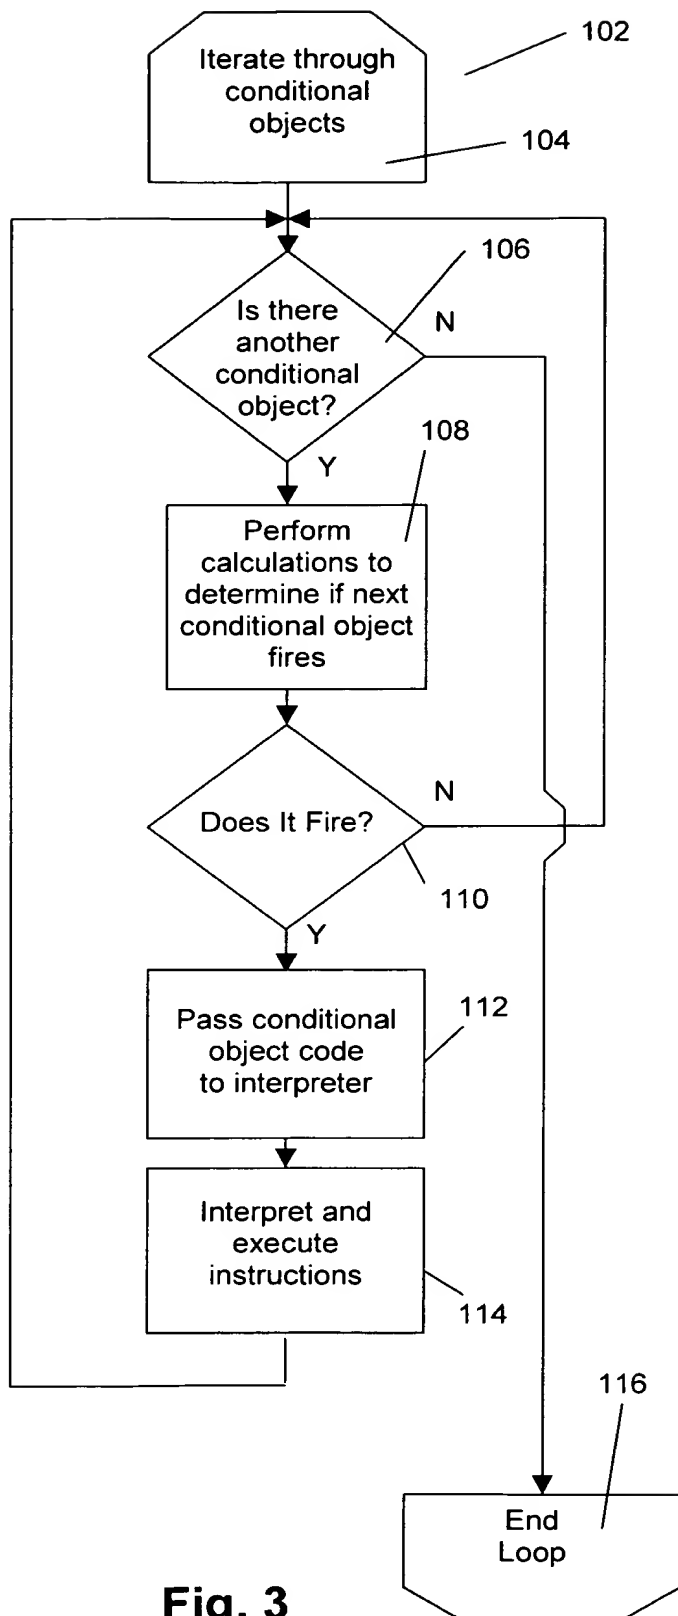 Iterate through
conditional
objects
102
104
106
Is there
another
conditional
object?
N
Y
108
Perform
calculations to
determine if next
conditional object
fires
Does It Fire?
N
110
Y
Pass conditional
object code
to interpreter
112
Interpret and
execute
instructions
114
116
End
Loop
Fig. 3